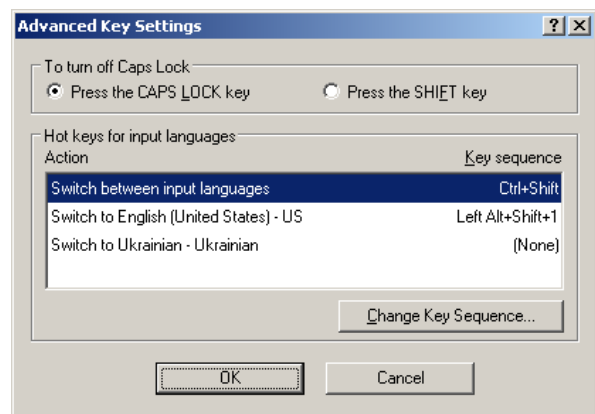 Advanced Key Settings
To turn off Caps Lock
Press the CAPS LOCK key Press the SHIFT key
Hot keys for input languages
Action Key sequence
Switch between input languages Ctrl+Shift
Switch to English (United States) - US Left Alt+Shift+1
Switch to Ukrainian - Ukrainian (None)
Change Key Sequence...
OK Cancel